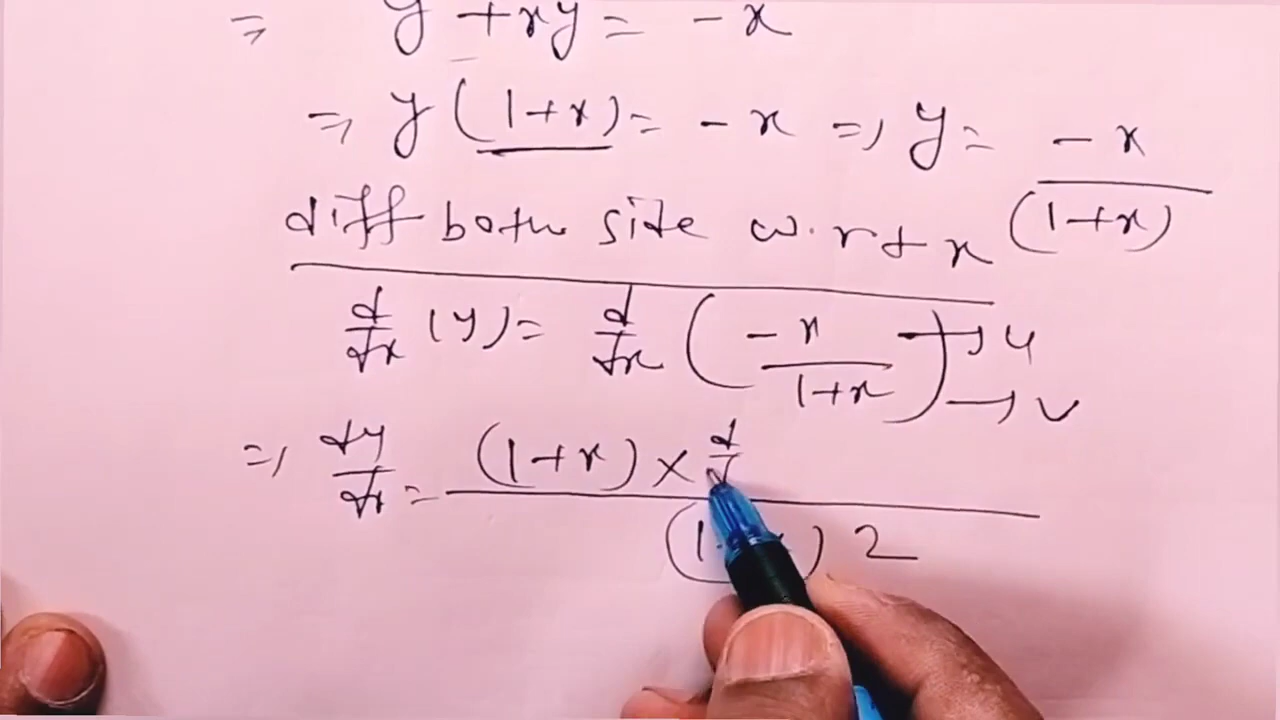 = y + xy = - x
=> y (1+x) = - x => y = - x / (1+x)
diff both side w.r+ x
d/dx (y) = d/dx ( - x / 1+x ) → u → v
=> dy/dx = (1+x) × d / ( ) 2